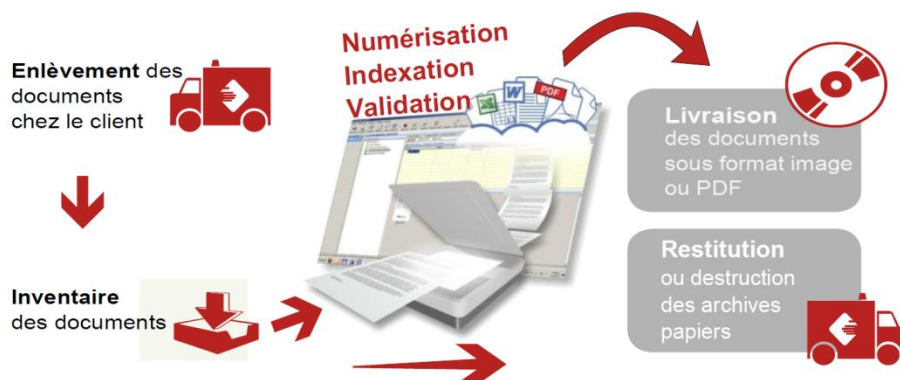 Enlèvement des
documents
chez le client
Inventaire
des documents
Numérisation
Indexation
Validation
W
PDF
Livraison
des documents
sous format image
ou PDF
Restitution
ou destruction
des archives
papiers